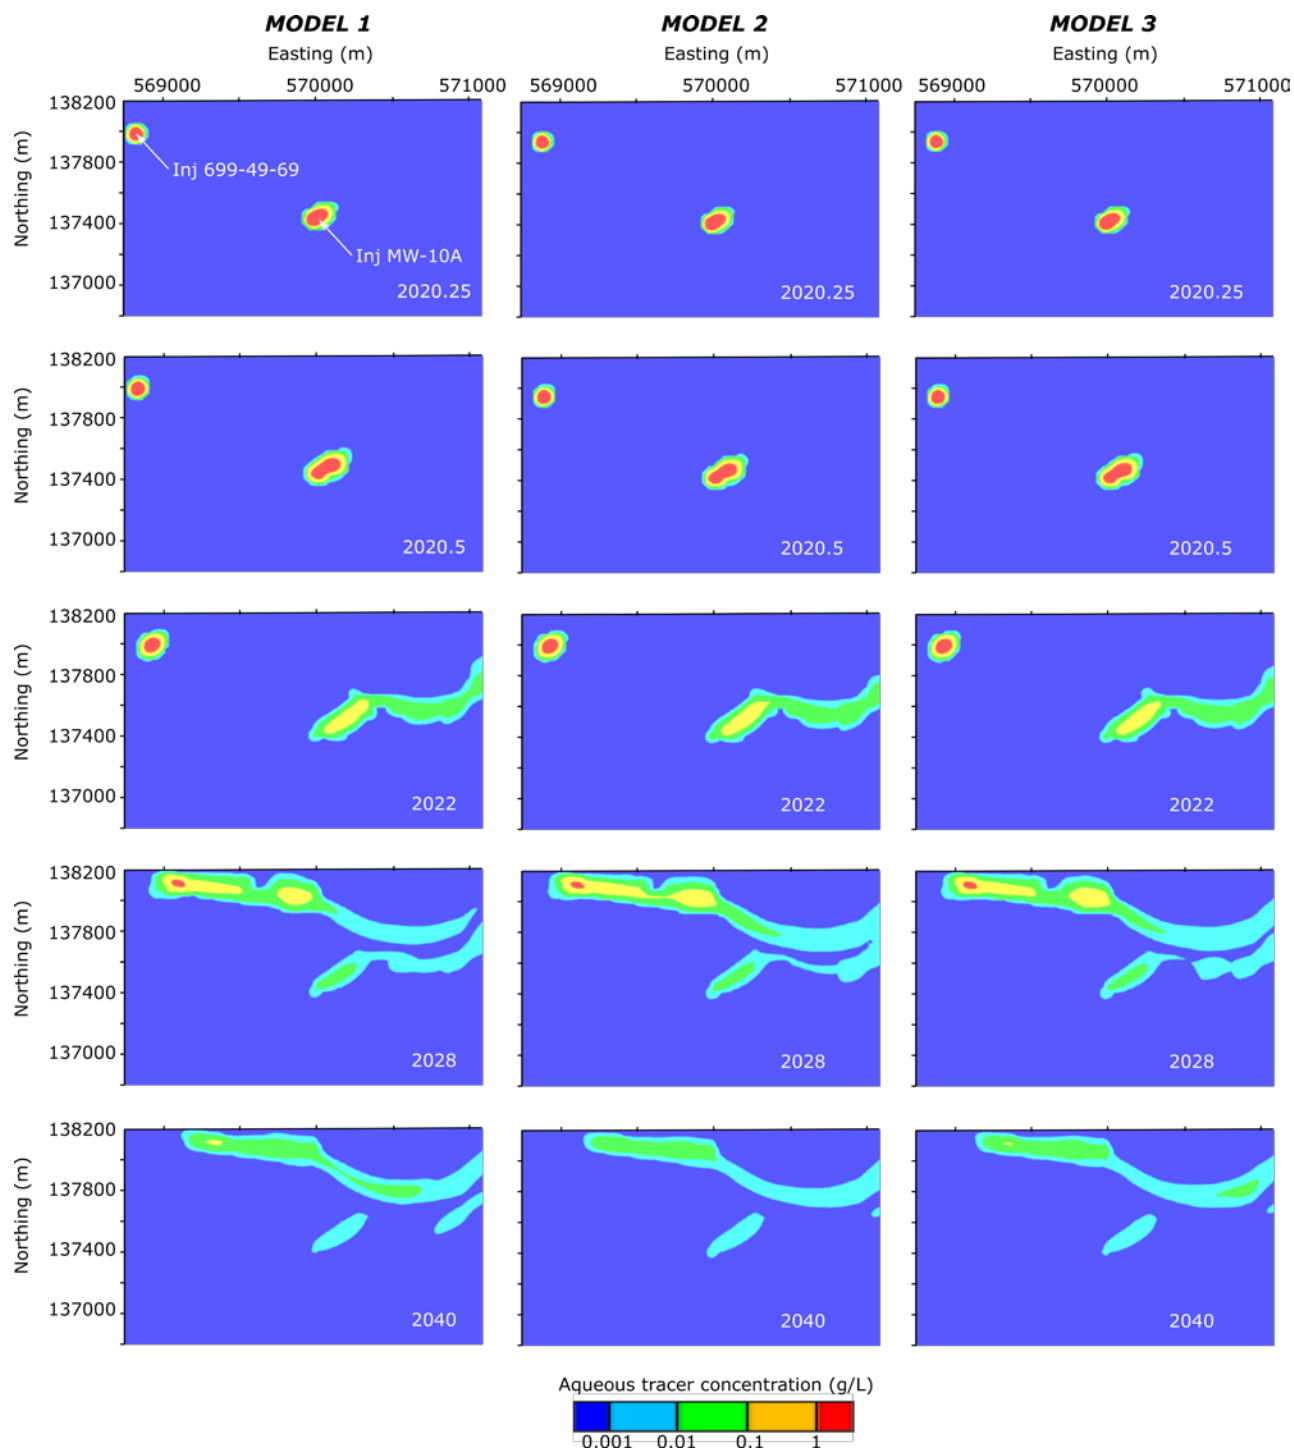 MODEL 1 MODEL 2 MODEL 3
Easting (m) Easting (m) Easting (m)
569000 570000 571000 569000 570000 571000 569000 570000 571000
138200
137800
137400
137000
Northing (m)
Inj 699-49-69
Inj MW-10A
2020.25 2020.25 2020.25
138200
137800
137400
137000
Northing (m)
2020.5 2020.5 2020.5
138200
137800
137400
137000
Northing (m)
2022 2022 2022
138200
137800
137400
137000
Northing (m)
2028 2028 2028
138200
137800
137400
137000
Northing (m)
2040 2040 2040
Aqueous tracer concentration (g/L)
0.001 0.01 0.1 1